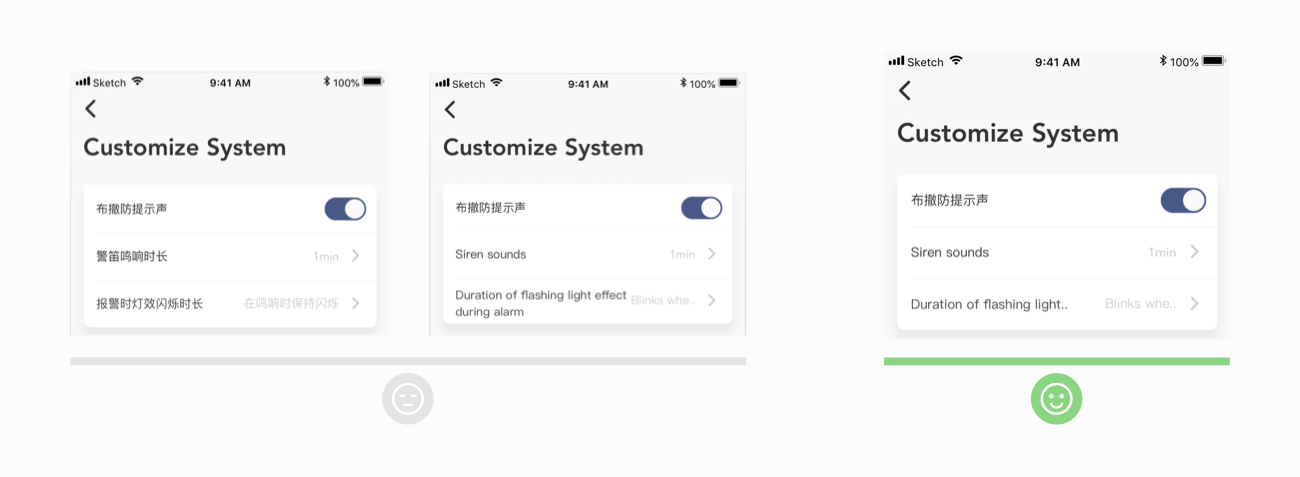 Sketch 9:41 AM 100%
Customize System
布撤防提示声
警笛鸣响时长 1min
报警时灯效闪烁时长 在鸣响时保持闪烁
Sketch 9:41 AM 100%
Customize System
布撤防提示声
Siren sounds 1min
Duration of flashing light effect Blinks whe..
during alarm
Sketch 9:41 AM 100%
Customize System
布撤防提示声
Siren sounds 1min
Duration of flashing light.. Blinks whe..